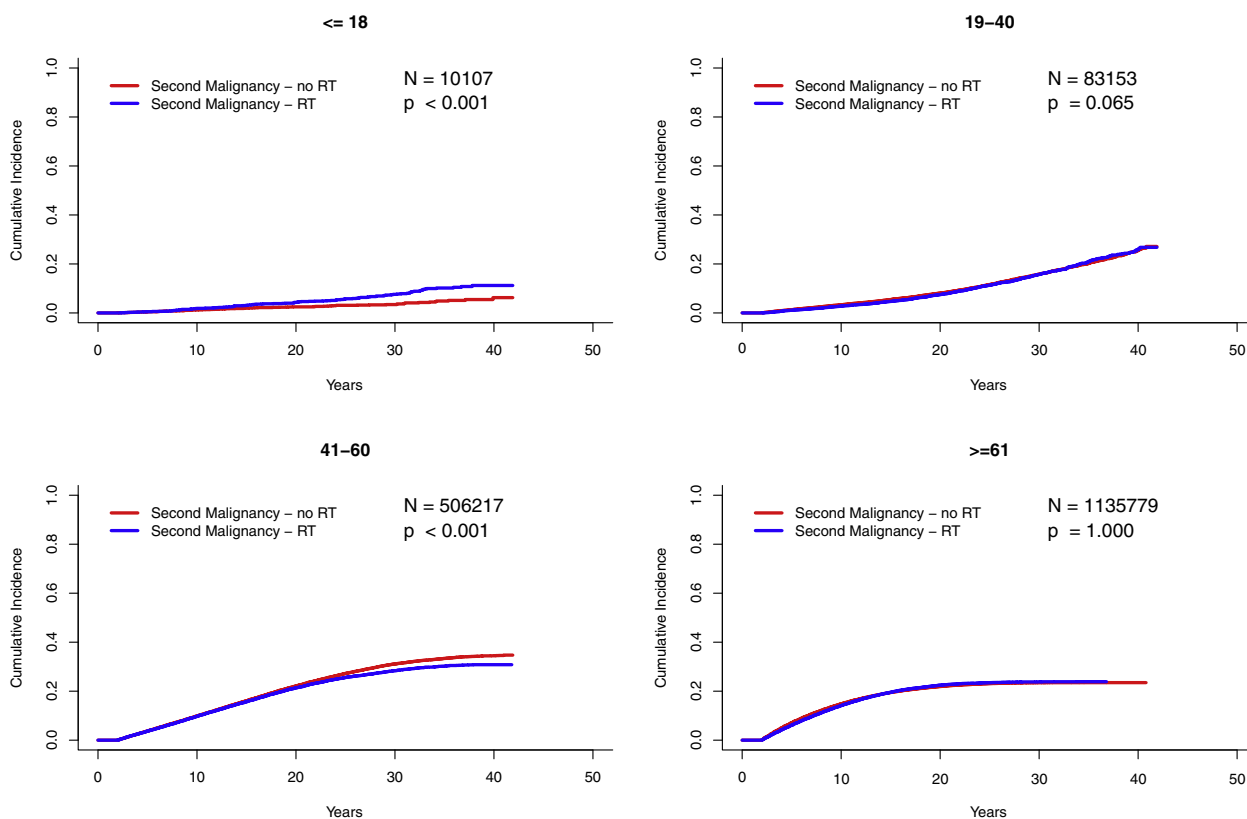 <= 18
Cumulative Incidence
1.0
0.8
0.6
0.4
0.2
0.0
Second Malignancy − no RT
Second Malignancy − RT
N = 10107
p < 0.001
0 10 20 30 40 50
Years
19−40
Cumulative Incidence
1.0
0.8
0.6
0.4
0.2
0.0
Second Malignancy − no RT
Second Malignancy − RT
N = 83153
p = 0.065
0 10 20 30 40 50
Years
41−60
Cumulative Incidence
1.0
0.8
0.6
0.4
0.2
0.0
Second Malignancy − no RT
Second Malignancy − RT
N = 506217
p < 0.001
0 10 20 30 40 50
Years
>=61
Cumulative Incidence
1.0
0.8
0.6
0.4
0.2
0.0
Second Malignancy − no RT
Second Malignancy − RT
N = 1135779
p = 1.000
0 10 20 30 40 50
Years